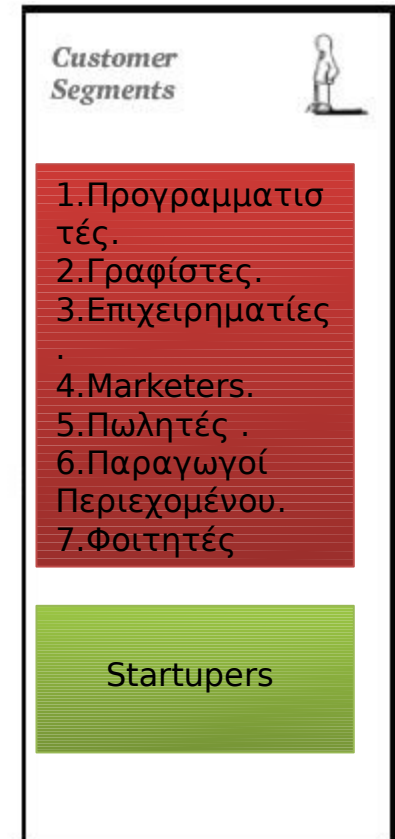 Customer
Segments
1.Προγραμματισ
τές.
2.Γραφίστες.
3.Επιχειρηματίες
.
4.Marketers.
5.Πωλητές .
6.Παραγωγοί
Περιεχομένου.
7.Φοιτητές
Startupers